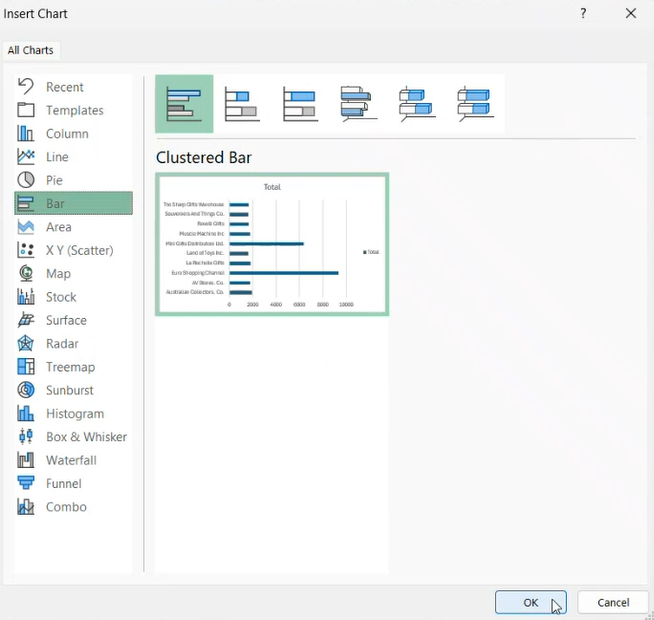 Insert Chart
?
All Charts
Recent
Templates
Column
Line
Pie
Bar
Area
X Y (Scatter)
Map
Stock
Surface
Radar
Treemap
Sunburst
Histogram
Box & Whisker
Waterfall
Funnel
Combo
Clustered Bar
Total
The Sharp Gifts Warehouse
Souveniers And Things Co.
Reveld Gifts
Muscle Machine Inc
Mini Gifts Distributors Ltd.
Land of Toys Inc.
La Rochelle Gifts
Euro Shopping Channel
AV Stores, Co.
Australian Collectors, Co.
Total
0 2000 4000 6000 8000 10000
OK
Cancel